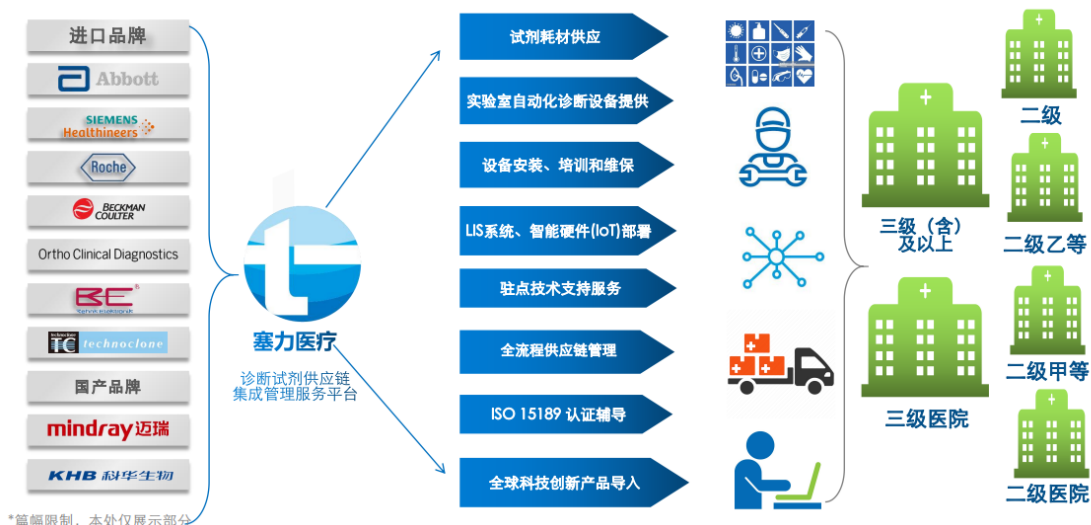 进口品牌
Abbott
SIEMENS
Healthineers
Roche
BECKMAN
COULTER
Ortho Clinical Diagnostics
BE
TC technoclone
国产品牌
mindray迈瑞
KHB 科华生物
*篇幅限制，本处仅展示部分
塞力医疗
诊断试剂供应链
集成管理服务平台
试剂耗材供应
实验室自动化诊断设备提供
设备安装、培训和维保
LIS系统、智能硬件(IoT)部署
驻点技术支持服务
全流程供应链管理
ISO 15189 认证辅导
全球科技创新产品导入
三级（含）
及以上
三级医院
二级
二级乙等
二级甲等
二级医院